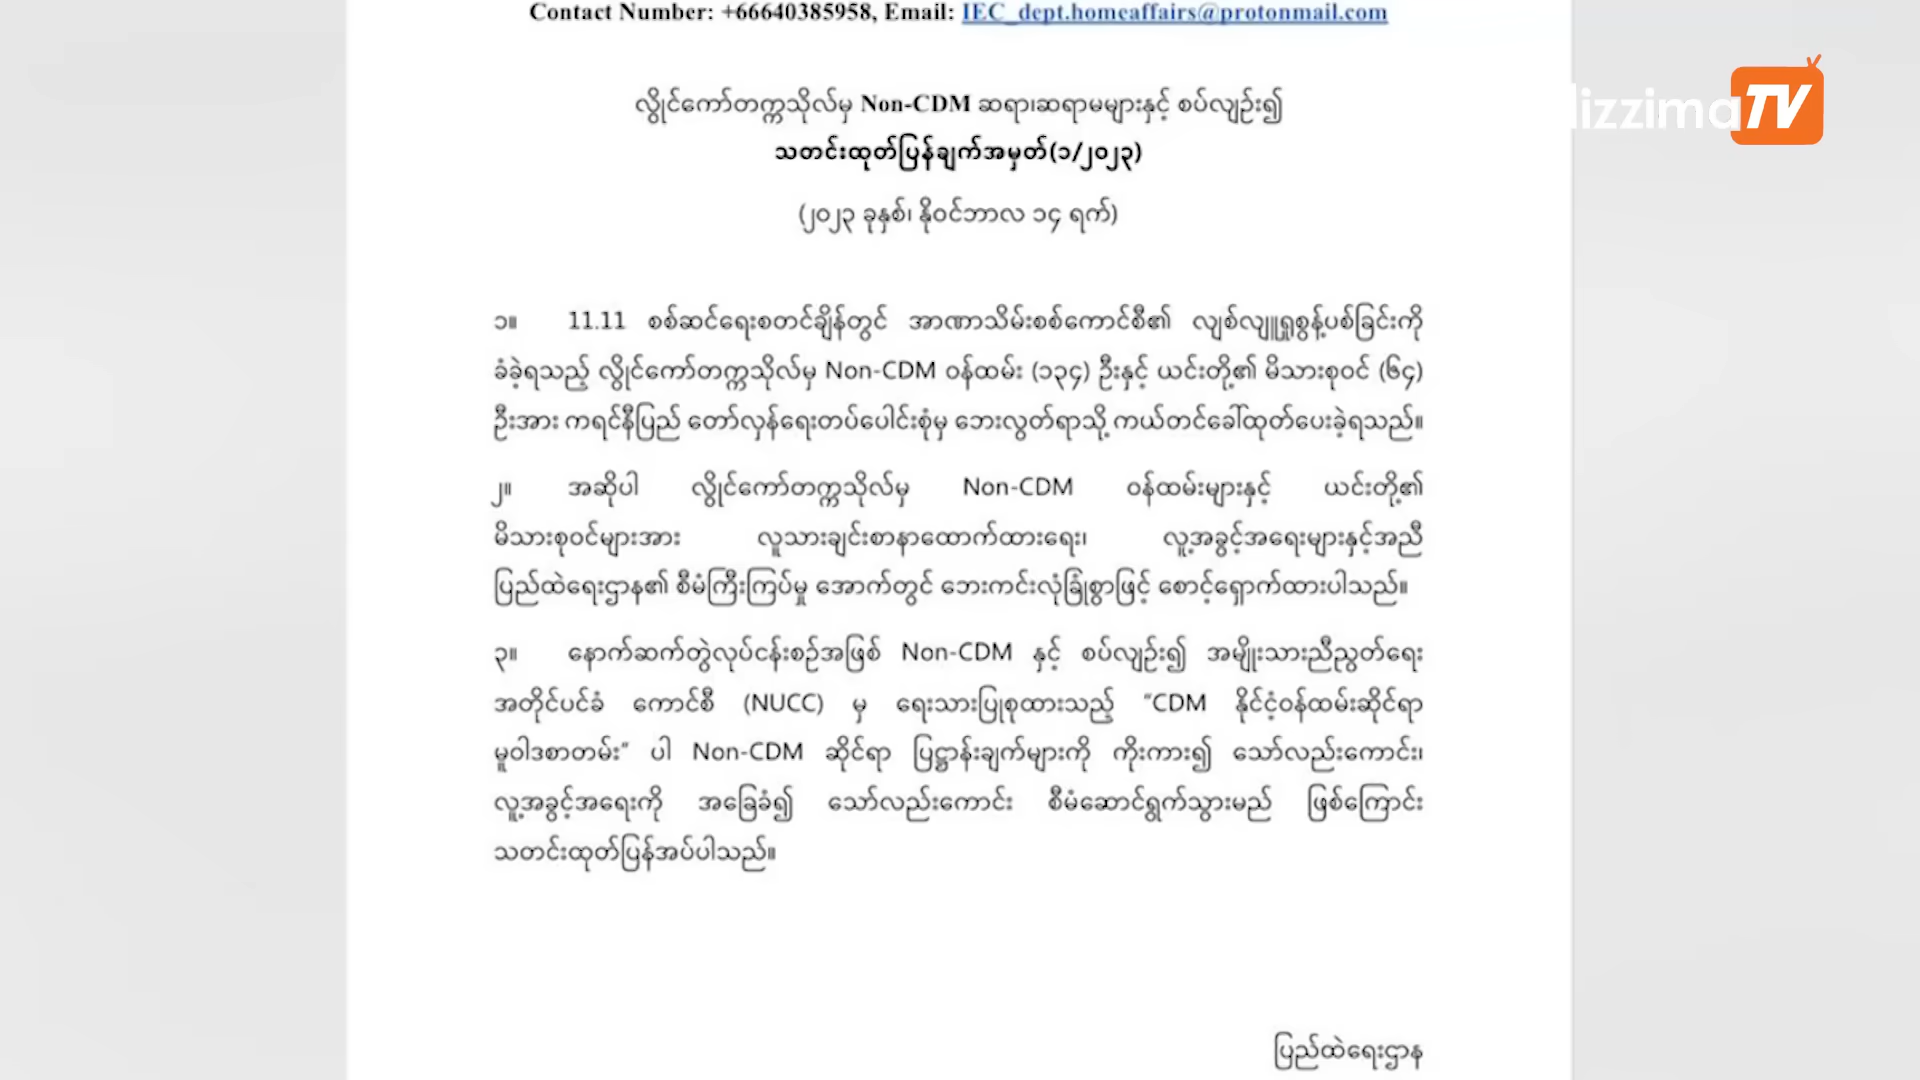 Contact Number: +66640385958, Email: IEC_dept.homeaffairs@protonmail.com
လွိုင်ကော်တက္ကသိုလ်မှ Non-CDM ဆရာ၊ဆရာမများနှင့် စပ်လျဉ်း၍
သတင်းထုတ်ပြန်ချက်အမှတ်(၁/၂၀၂၃)
(၂၀၂၃ ခုနှစ်၊ နိုဝင်ဘာလ ၁၄ ရက်)
၁။ 11.11 စစ်ဆင်ရေးစတင်ချိန်တွင် အာဏာသိမ်းစစ်ကောင်စီ၏ လျစ်လျူရှုစွန့်ပစ်ခြင်းကို
ခံခဲ့ရသည့် လွိုင်ကော်တက္ကသိုလ်မှ Non-CDM ဝန်ထမ်း (၁၃၄) ဦးနှင့် ယင်းတို့၏ မိသားစုဝင် (၆၄)
ဦးအား ကရင်နီပြည် တော်လှန်ရေးတပ်ပေါင်းစုံမှ ဘေးလွတ်ရာသို့ ကယ်တင်ခေါ်ထုတ်ပေးခဲ့ရသည်။
၂။ အဆိုပါ လွိုင်ကော်တက္ကသိုလ်မှ Non-CDM ဝန်ထမ်းများနှင့် ယင်းတို့၏
မိသားစုဝင်များအား လူသားချင်းစာနာထောက်ထားရေး၊ လူ့အခွင့်အရေးများနှင့်အညီ
ပြည်ထဲရေးဌာန၏ စီမံကြီးကြပ်မှု အောက်တွင် ဘေးကင်းလုံခြုံစွာဖြင့် စောင့်ရှောက်ထားပါသည်။
၃။ နောက်ဆက်တွဲလုပ်ငန်းစဉ်အဖြစ် Non-CDM နှင့် စပ်လျဉ်း၍ အမျိုးသားညီညွတ်ရေး
အတိုင်ပင်ခံ ကောင်စီ (NUCC) မှ ရေးသားပြုစုထားသည့် “CDM နိုင်ငံ့ဝန်ထမ်းဆိုင်ရာ
မူဝါဒစာတမ်း” ပါ Non-CDM ဆိုင်ရာ ပြဋ္ဌာန်းချက်များကို ကိုးကား၍ သော်လည်းကောင်း၊
လူ့အခွင့်အရေးကို အခြေခံ၍ သော်လည်းကောင်း စီမံဆောင်ရွက်သွားမည် ဖြစ်ကြောင်း
သတင်းထုတ်ပြန်အပ်ပါသည်။
ပြည်ထဲရေးဌာန
izzima TV